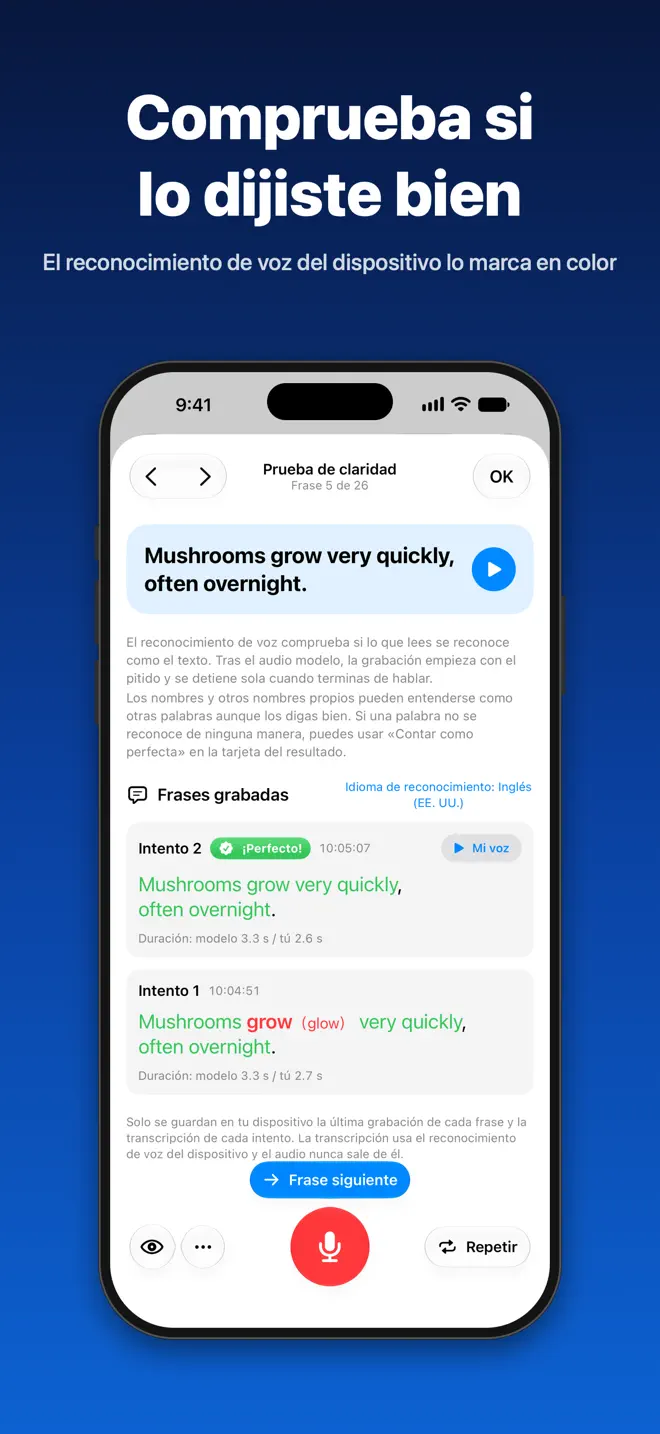 Comprueba si
lo dijiste bien
El reconocimiento de voz del dispositivo lo marca en color
9:41
Prueba de claridad
Frase 5 de 26
OK
Mushrooms grow very quickly,
often overnight.
El reconocimiento de voz comprueba si lo que lees se reconoce
como el texto. Tras el audio modelo, la grabación empieza con el
pitido y se detiene sola cuando terminas de hablar.
Los nombres y otros nombres propios pueden entenderse como
otras palabras aunque los digas bien. Si una palabra no se
reconoce de ninguna manera, puedes usar «Contar como
perfecta» en la tarjeta del resultado.
Frases grabadas
Idioma de reconocimiento: Inglés
(EE. UU.)
Intento 2 ¡Perfecto! 10:05:07 Mi voz
Mushrooms grow very quickly,
often overnight.
Duración: modelo 3.3 s / tú 2.6 s
Intento 1 10:04:51
Mushrooms grow (glow) very quickly,
often overnight.
Duración: modelo 3.3 s / tú 2.7 s
Solo se guardan en tu dispositivo la última grabación de cada frase y la
transcripción de cada intento. La transcripción usa el reconocimiento
de voz del dispositivo y el audio nunca sale de él.
Frase siguiente
Repetir